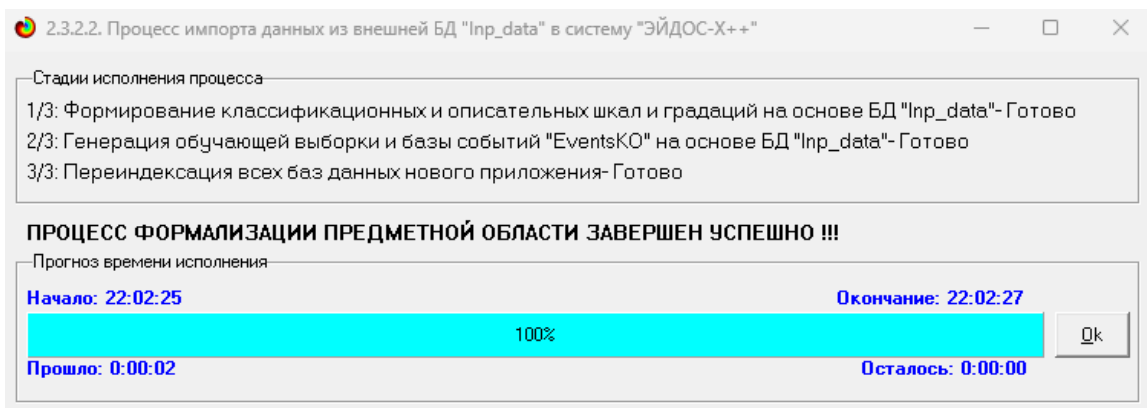 2.3.2.2. Процесс импорта данных из внешней БД "Inp_data" в систему "ЭЙДОС-Х++"
Стадии исполнения процесса
1/3: Формирование классификационных и описательных шкал и градаций на основе БД "Inp_data"- Готово
2/3: Генерация обучающей выборки и базы событий "EventsKO" на основе БД "Inp_data"- Готово
3/3: Переиндексация всех баз данных нового приложения- Готово
ПРОЦЕСС ФОРМАЛИЗАЦИИ ПРЕДМЕТНОЙ ОБЛАСТИ ЗАВЕРШЕН УСПЕШНО !!!
Прогноз времени исполнения
Начало: 22:02:25 Окончание: 22:02:27
100% Ok
Прошло: 0:00:02 Осталось: 0:00:00